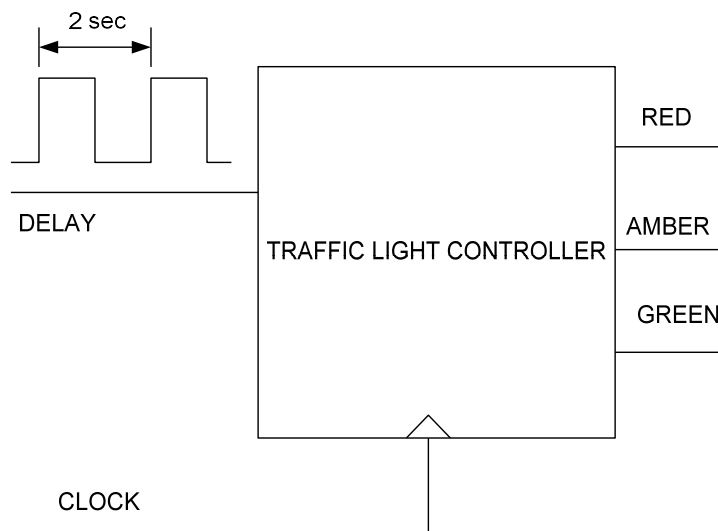 2 sec
DELAY
TRAFFIC LIGHT CONTROLLER
RED
AMBER
GREEN
CLOCK